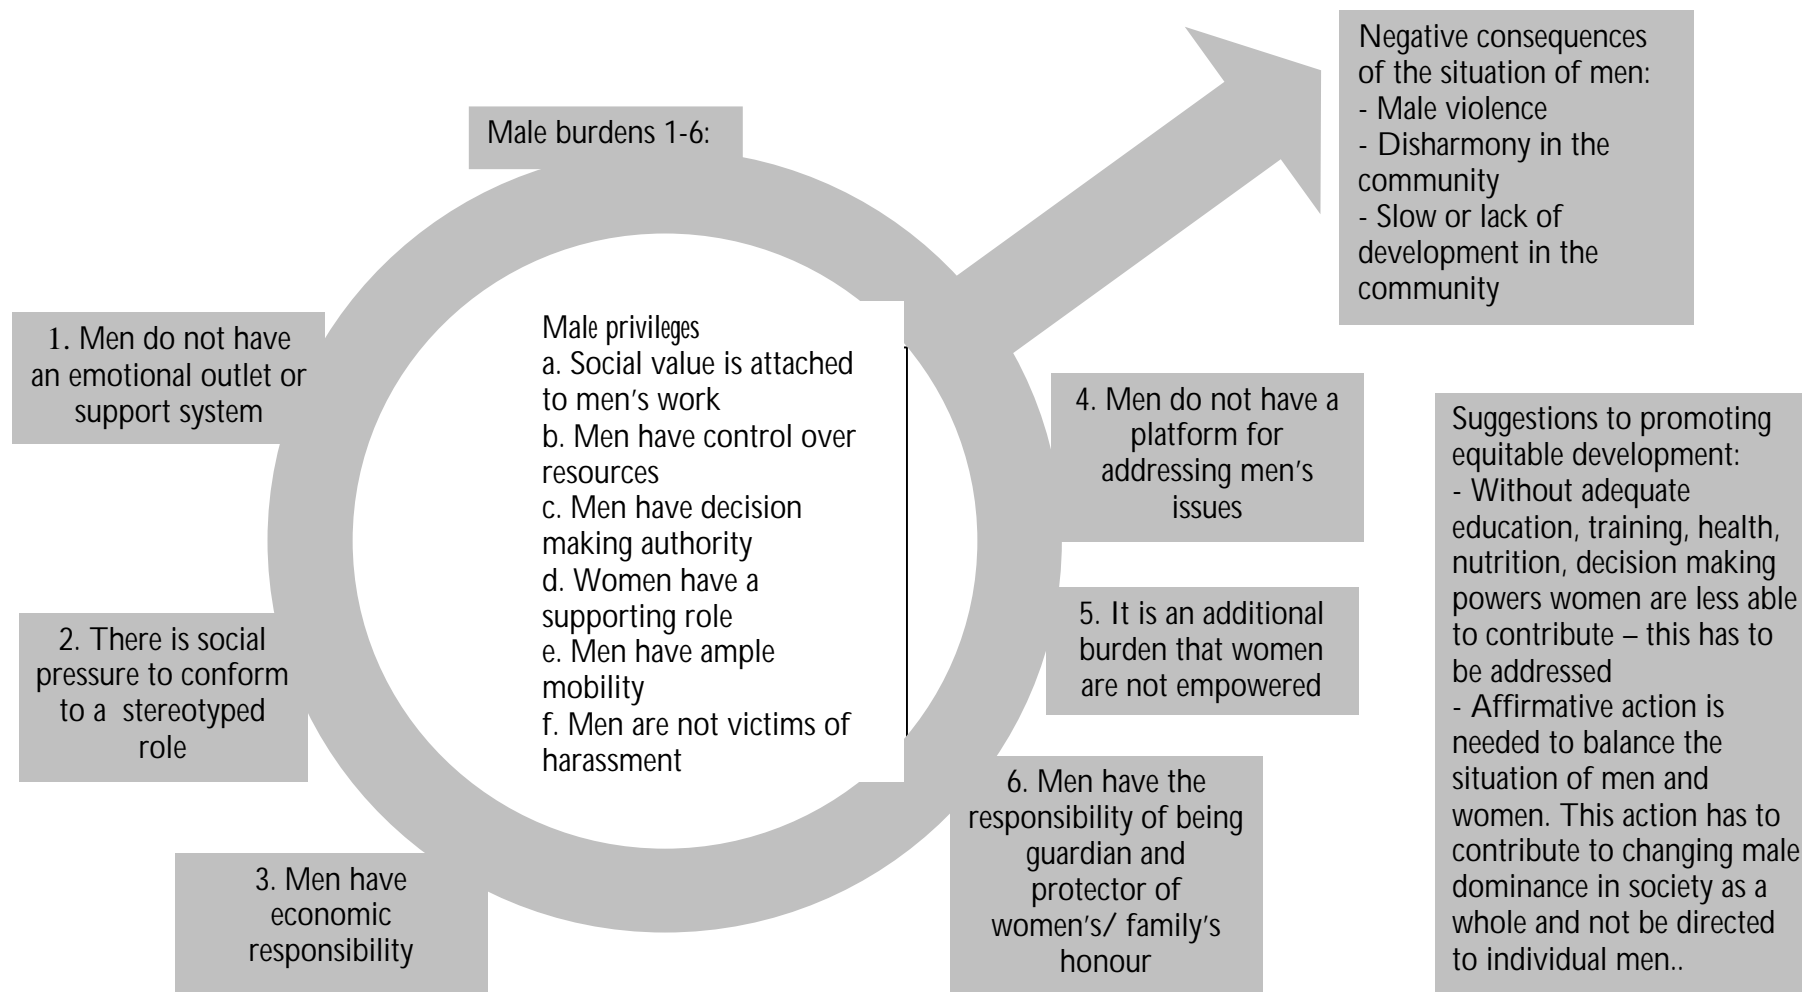 Male burdens 1-6:
1. Men do not have
an emotional outlet or
support system
2. There is social
pressure to conform
to a  stereotyped
role
3. Men have
economic
responsibility
Male privileges
a. Social value is attached
to men's work
b. Men have control over
resources
c. Men have decision
making authority
d. Women have a
supporting role
e. Men have ample
mobility
f. Men are not victims of
harassment
4. Men do not have a
platform for
addressing men's
issues
5. It is an additional
burden that women
are not empowered
6. Men have the
responsibility of being
guardian and
protector of
women's/ family's
honour
Negative consequences
of the situation of men:
- Male violence
- Disharmony in the
community
- Slow or lack of
development in the
community
Suggestions to promoting
equitable development:
- Without adequate
education, training, health,
nutrition, decision making
powers women are less able
to contribute – this has to
be addressed
- Affirmative action is
needed to balance the
situation of men and
women. This action has to
contribute to changing male
dominance in society as a
whole and not be directed
to individual men..